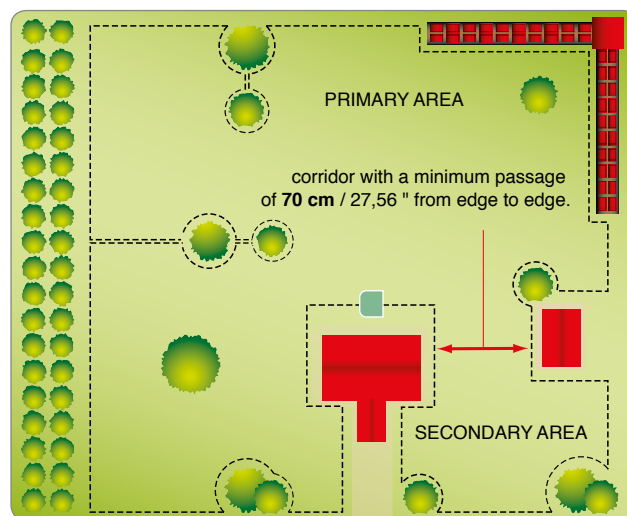 PRIMARY AREA
corridor with a minimum passage
of 70 cm / 27,56 " from edge to edge.
SECONDARY AREA